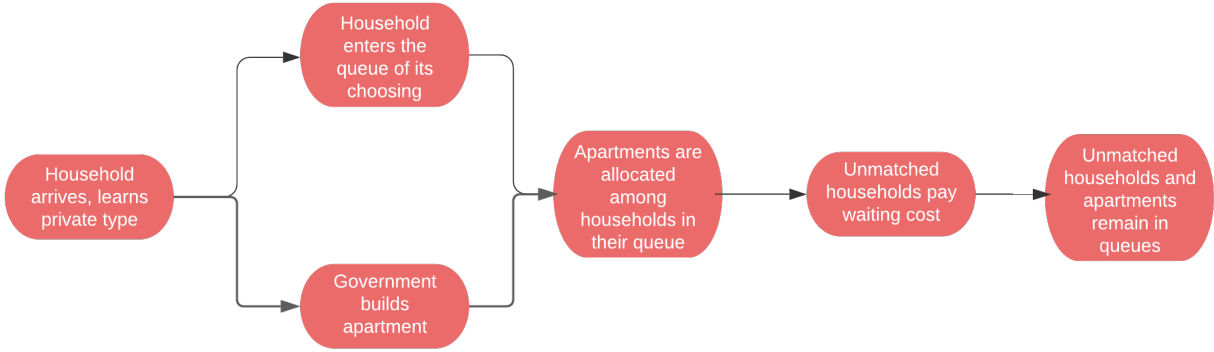 Household
arrives, learns
private type
Household
enters the
queue of its
choosing
Government
builds
apartment
Apartments are
allocated
among
households in
their queue
Unmatched
households pay
waiting cost
Unmatched
households and
apartments
remain in
queues